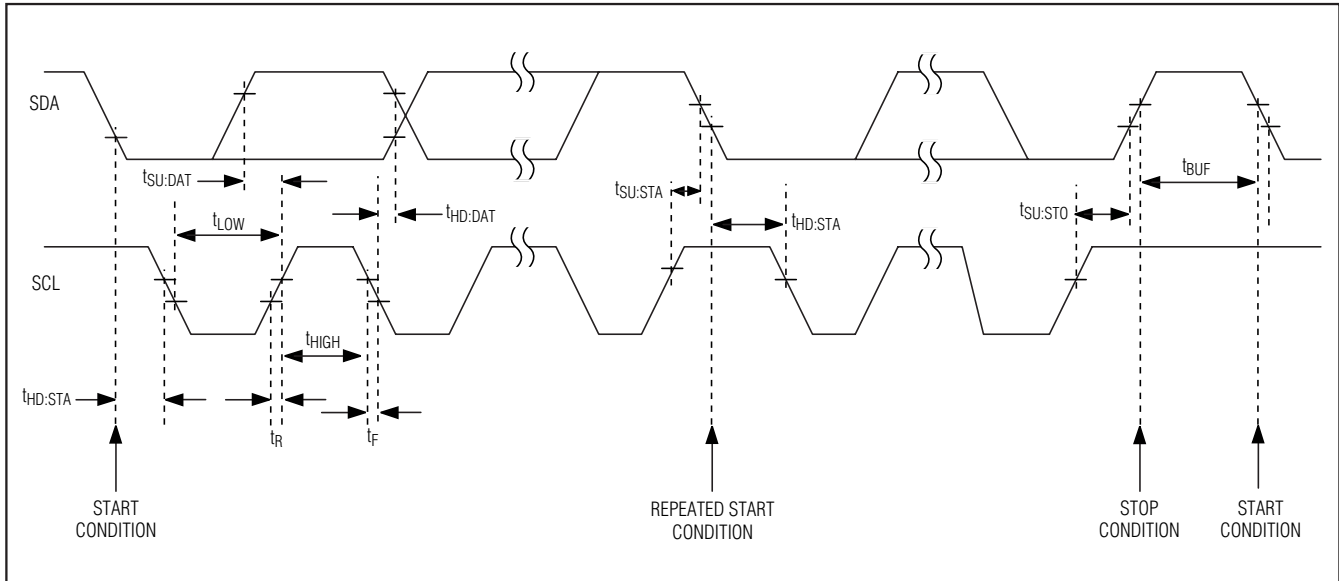 SDA
tSU:DAT
tHD:DAT
tLOW
tSU:STA
tHD:STA
tSU:STO
tBUF
SCL
tHIGH
tHD:STA
tR
tF
START
CONDITION
REPEATED START
CONDITION
STOP
CONDITION
START
CONDITION